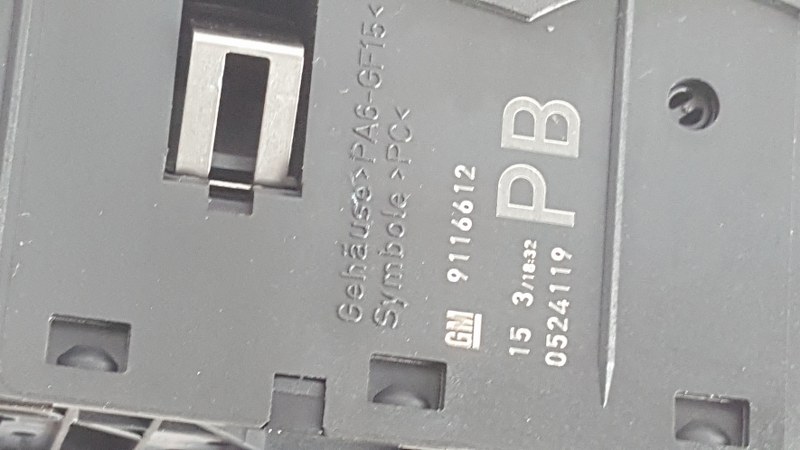 Gehäuse>PA6-GF15<
Symbole >PC<
GM 9116612
PB
15 3/18:32
0524119